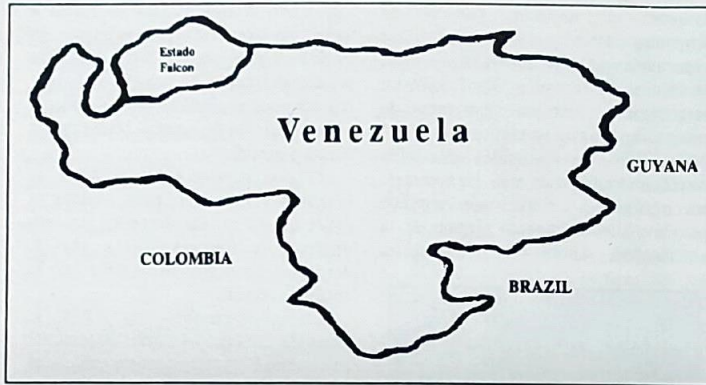 Estado
Falcon
Venezuela
GUYANA
COLOMBIA
BRAZIL